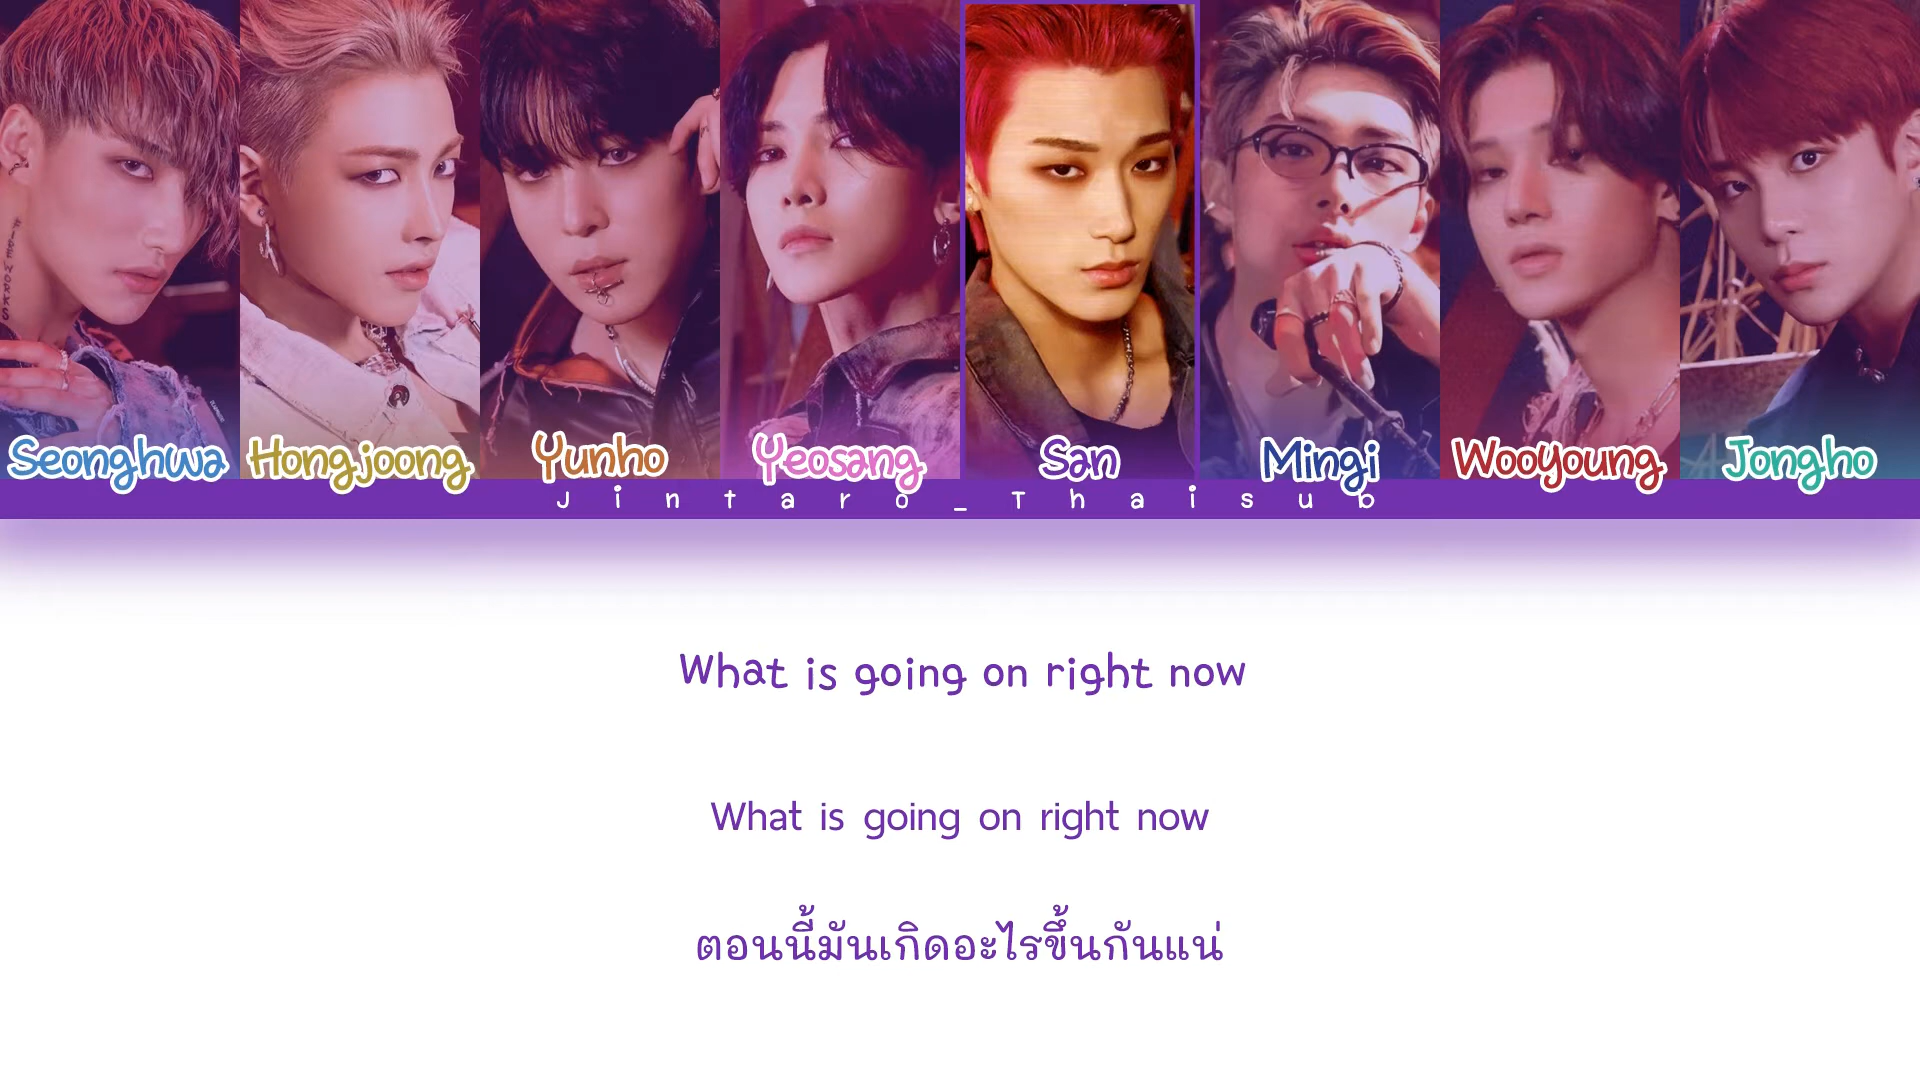 FIREWORKS
Seonghwa Hongjoong Yunho Yeosang San Mingi Wooyoung Jongho
Jintaro_Thaisub
What is going on right now
What is going on right now
ตอนนี้มันเกิดอะไรขึ้นกันแน่